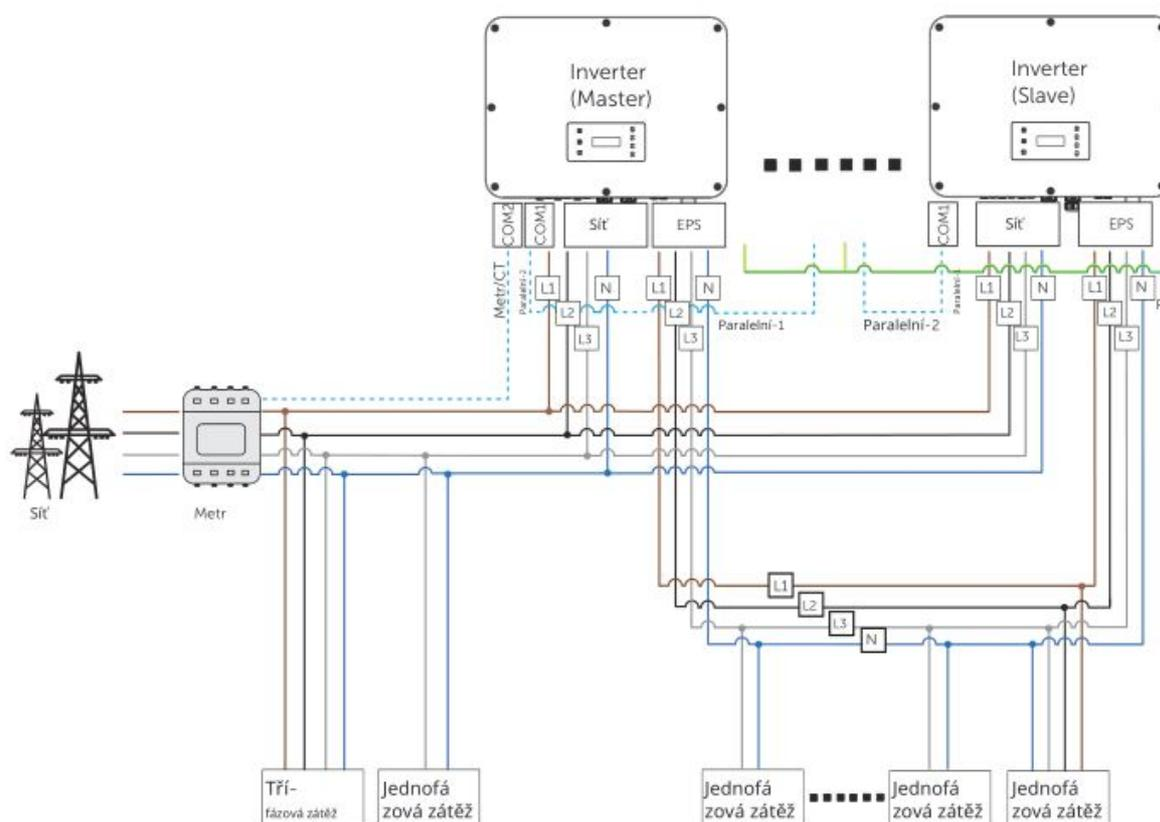 Inverter
(Master)
Inverter
(Slave)
COM2
COM1
Síť
EPS
COM1
Síť
EPS
Metr/CT
Paralelní-2
L1
L2
L3
N
L1
L2
L3
N
Paralelní-1
Paralelní-2
Paralelní-1
L1
L2
L3
N
L1
L2
L3
N
Síť
Metr
L1
L2
L3
N
Tří-
fázová zátěž
Jednofá
zová zátěž
Jednofá
zová zátěž
Jednofá
zová zátěž
Jednofá
zová zátěž